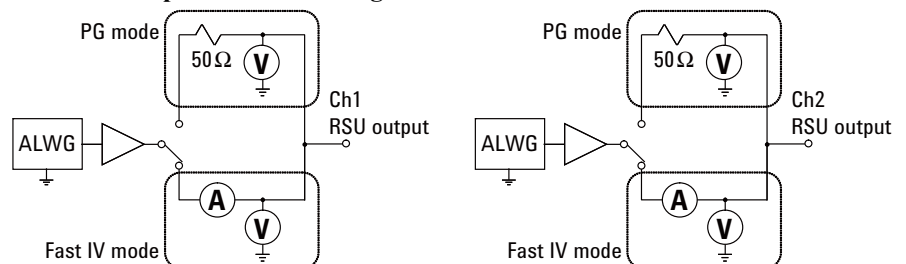 PG mode
50Ω
V
Ch1
RSU output
ALWG
A
V
Fast IV mode
PG mode
50Ω
V
Ch2
RSU output
ALWG
A
V
Fast IV mode